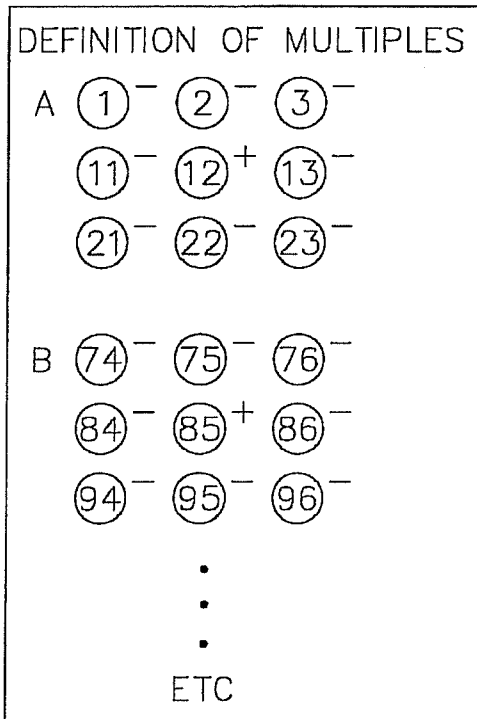 DEFINITION OF MULTIPLES
A 1 − 2 − 3 −
11 − 12 + 13 −
21 − 22 − 23 −
B 74 − 75 − 76 −
84 − 85 + 86 −
94 − 95 − 96 −
ETC